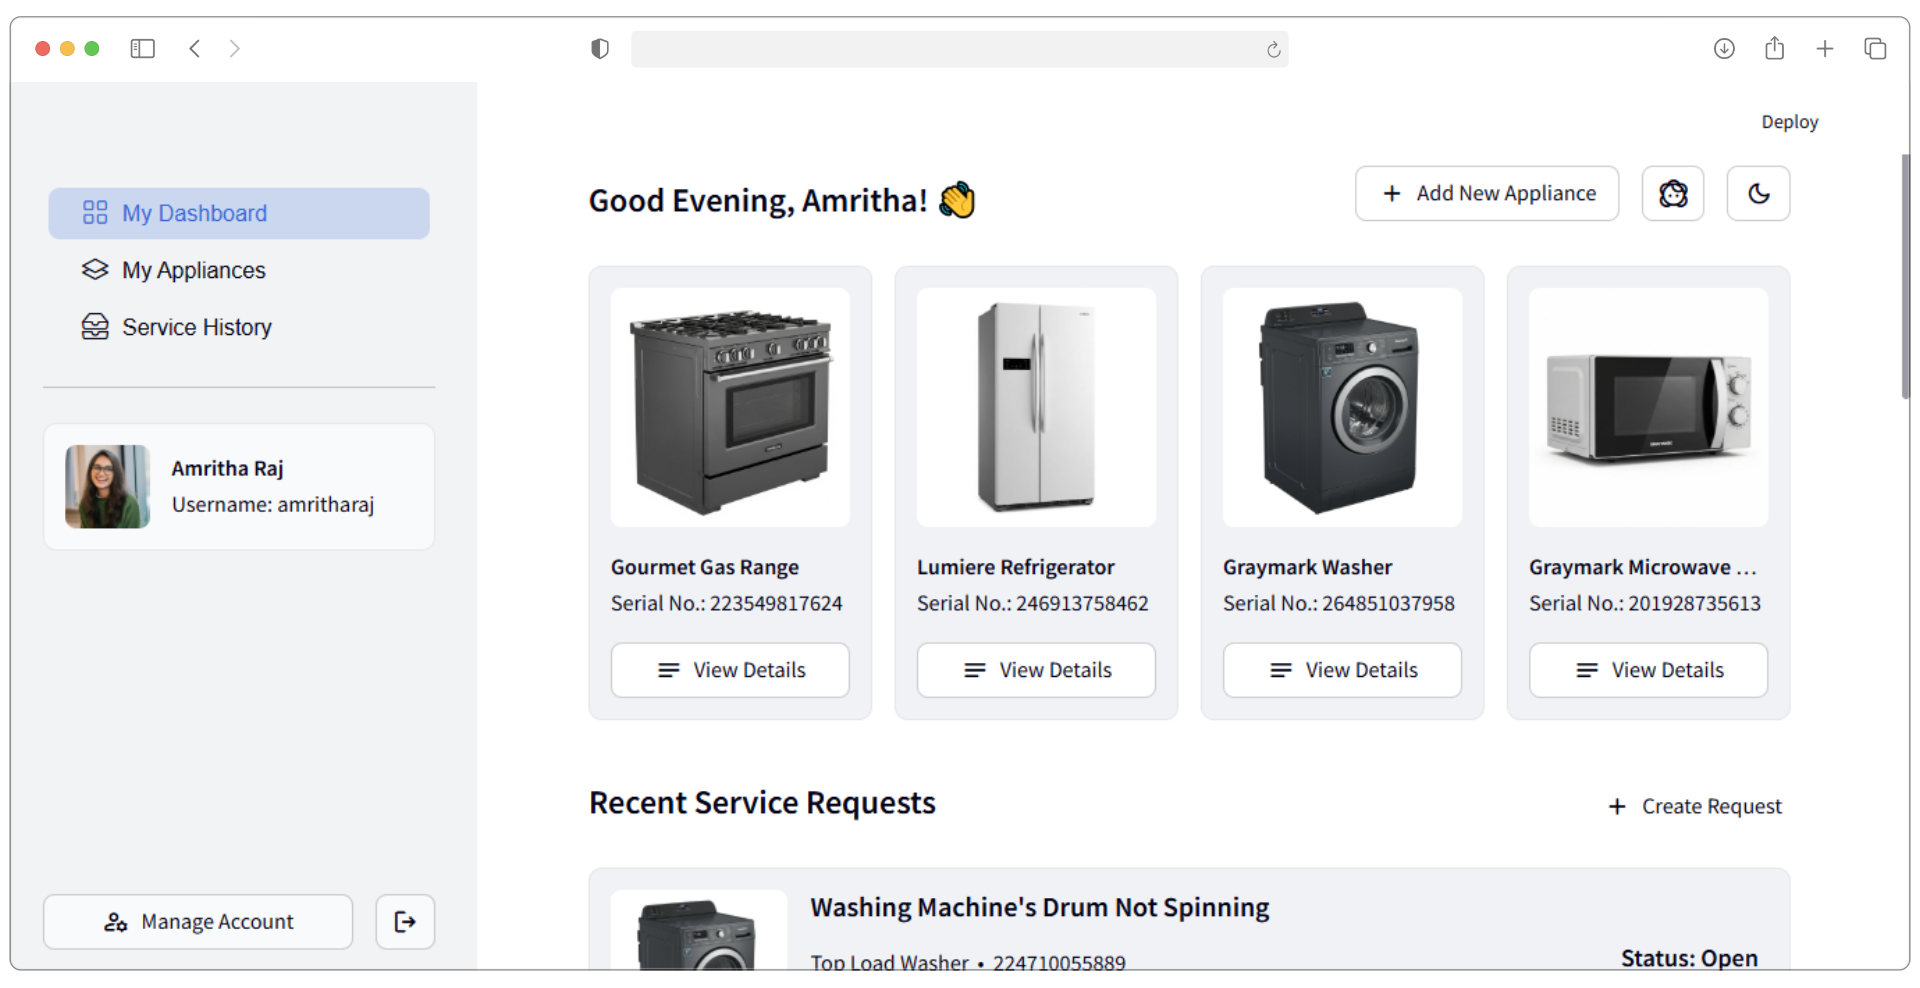 Deploy
My Dashboard
My Appliances
Service History
Amritha Raj
Username: amritharaj
Manage Account
Good Evening, Amritha! 👋
+ Add New Appliance
Gourmet Gas Range
Serial No.: 223549817624
View Details
Lumiere Refrigerator
Serial No.: 246913758462
View Details
Graymark Washer
Serial No.: 264851037958
View Details
Graymark Microwave ...
Serial No.: 201928735613
View Details
Recent Service Requests
+ Create Request
Washing Machine's Drum Not Spinning
Top Load Washer • 224710055889
Status: Open